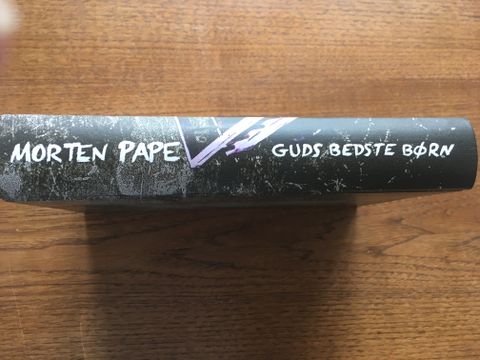 MORTEN PAPE
GUDS BEDSTE BØRN